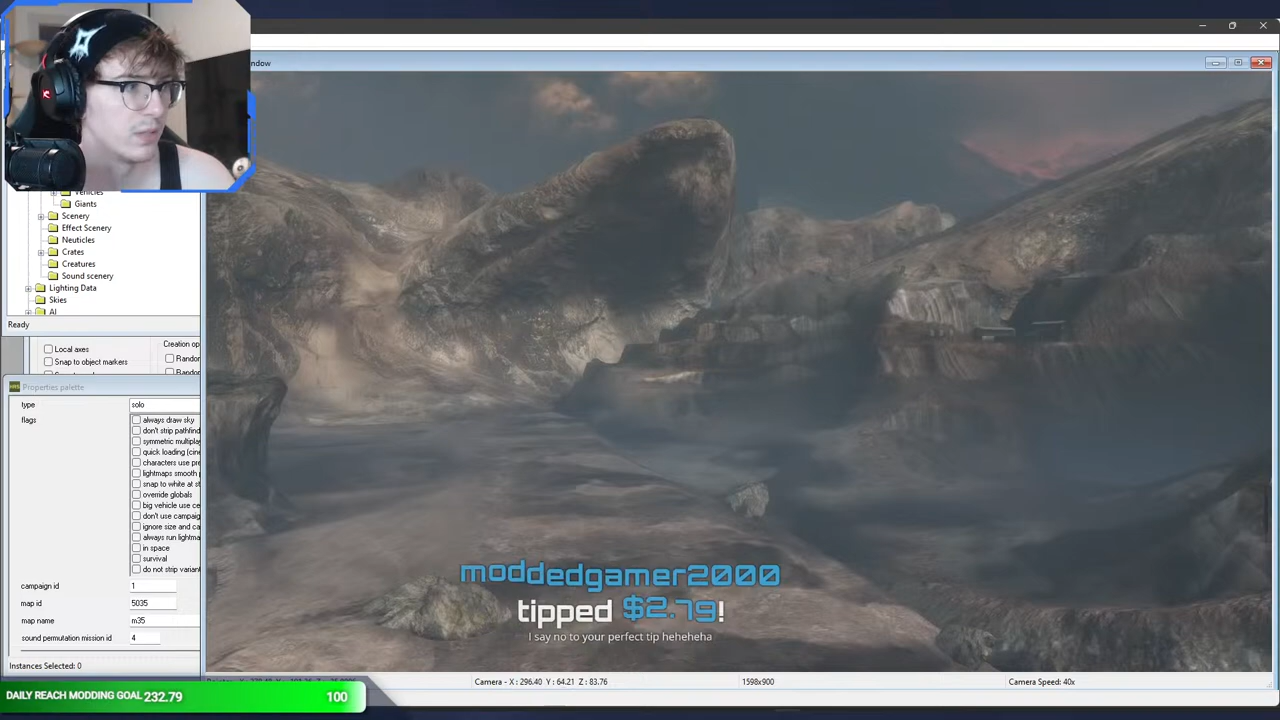 ndow
Vehicles
Giants
Scenery
Effect Scenery
Neuticles
Crates
Creatures
Sound scenery
Lighting Data
Skies
AI
Ready
Local axes
Snap to object markers
Creation op
Random
Random
Properties palette
type
solo
flags
always draw sky
don't strip pathfind
symmetric multiplay
quick loading (cine
characters use pre
lightmaps smooth p
snap to white at st
override globals
big vehicle use ce
don't use campaig
ignore size and ca
always run lightma
in space
survival
do not strip variant
campaign id
1
map id
5035
map name
m35
sound permutation mission id
4
Instances Selected: 0
moddedgamer2000
tipped $2.79!
I say no to your perfect tip heheheha
Camera - X : 296.40 Y : 64.21 Z : 83.76
1598x900
Camera Speed: 40x
DAILY REACH MODDING GOAL 232.79
100